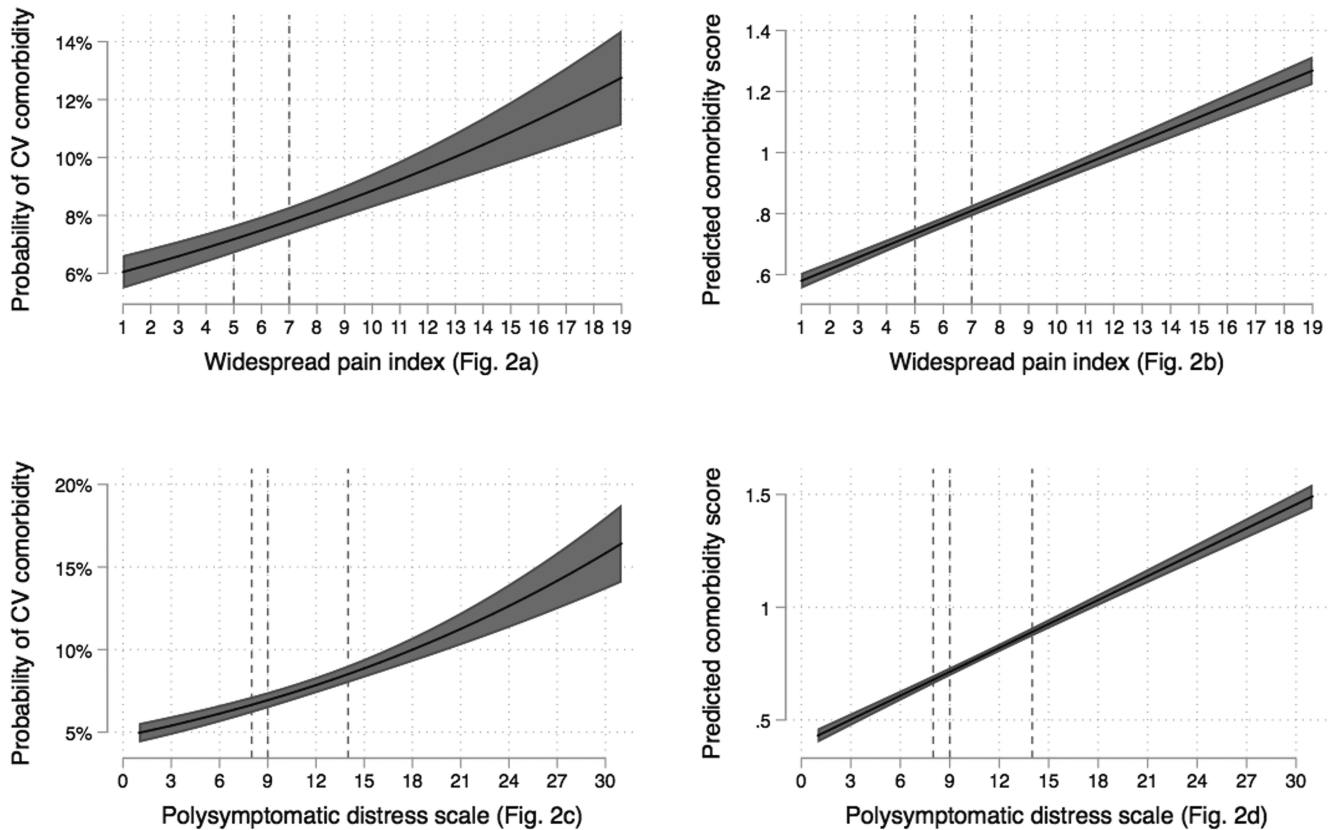 Probability of CV comorbidity
14%
12%
10%
8%
6%
1 2 3 4 5 6 7 8 9 10 11 12 13 14 15 16 17 18 19
Widespread pain index (Fig. 2a)
Predicted comorbidity score
1.4
1.2
1
.8
.6
1 2 3 4 5 6 7 8 9 10 11 12 13 14 15 16 17 18 19
Widespread pain index (Fig. 2b)
Probability of CV comorbidity
20%
15%
10%
5%
0 3 6 9 12 15 18 21 24 27 30
Polysymptomatic distress scale (Fig. 2c)
Predicted comorbidity score
1.5
1
.5
0 3 6 9 12 15 18 21 24 27 30
Polysymptomatic distress scale (Fig. 2d)